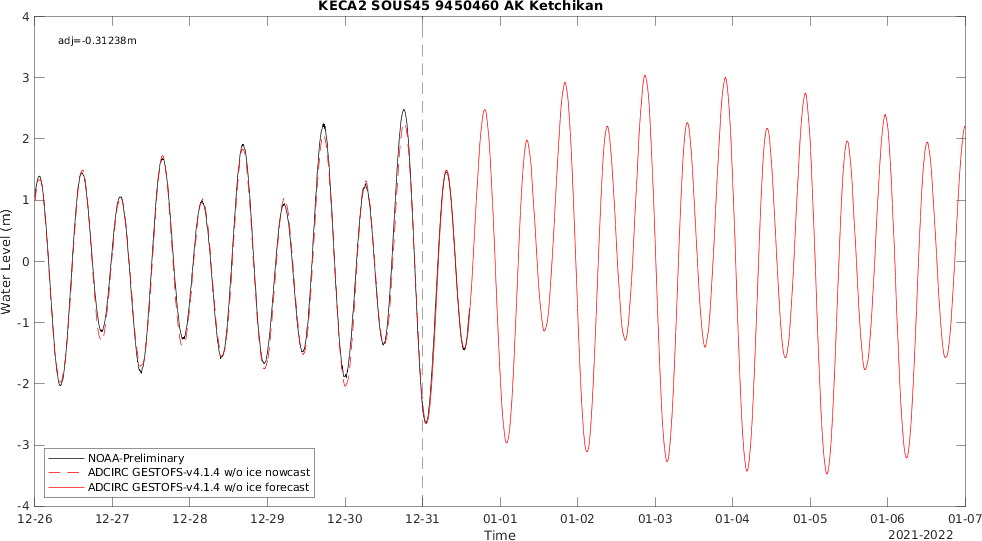 KECA2 SOUS45 9450460 AK Ketchikan
adj=-0.31238m
4
3
2
1
0
-1
-2
-3
-4
Water Level (m)
NOAA-Preliminary
ADCIRC GESTOFS-v4.1.4 w/o ice nowcast
ADCIRC GESTOFS-v4.1.4 w/o ice forecast
12-26 12-27 12-28 12-29 12-30 12-31 01-01 01-02 01-03 01-04 01-05 01-06 01-07
Time
2021-2022